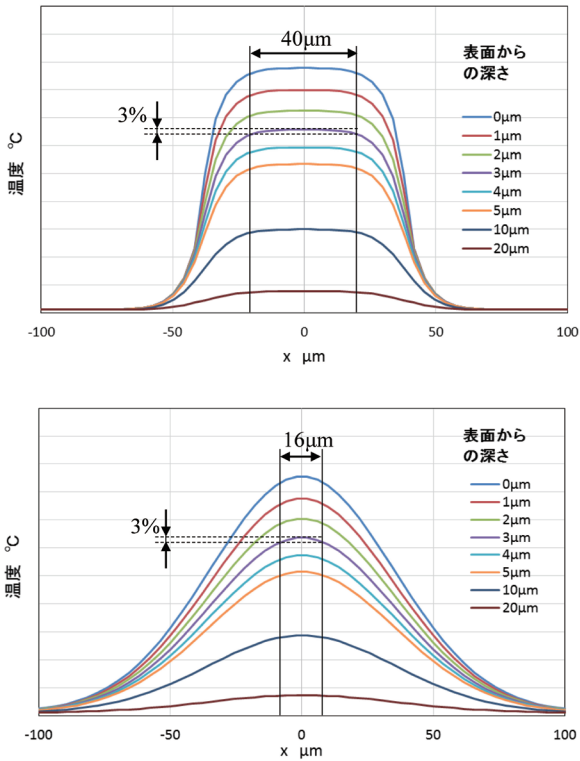 40μm
表面から
の深さ
3%
0μm
1μm
2μm
3μm
4μm
5μm
10μm
20μm
温度 ℃
-100
-50
0
50
100
x μm
16μm
表面から
の深さ
3%
0μm
1μm
2μm
3μm
4μm
5μm
10μm
20μm
温度 ℃
-100
-50
0
50
100
x μm